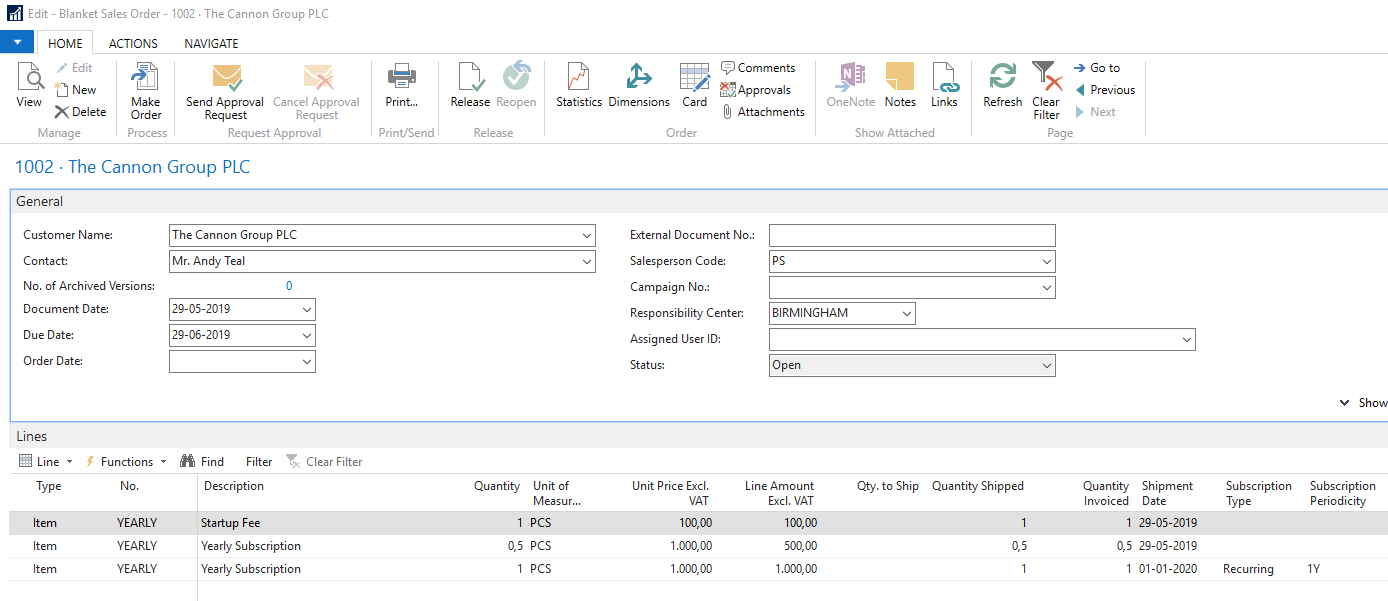 Edit - Blanket Sales Order - 1002 · The Cannon Group PLC
HOME ACTIONS NAVIGATE
View
Edit
New
Delete
Manage
Make Order
Process
Send Approval Request
Cancel Approval Request
Request Approval
Print...
Print/Send
Release
Reopen
Release
Statistics
Dimensions
Card
Comments
Approvals
Attachments
Order
OneNote
Notes
Links
Show Attached
Refresh
Clear Filter
Go to
Previous
Next
Page
1002 · The Cannon Group PLC
General
Customer Name: The Cannon Group PLC
Contact: Mr. Andy Teal
No. of Archived Versions: 0
Document Date: 29-05-2019
Due Date: 29-06-2019
Order Date:
External Document No.:
Salesperson Code: PS
Campaign No.:
Responsibility Center: BIRMINGHAM
Assigned User ID:
Status: Open
Show
Lines
Line Functions Find Filter Clear Filter
Type No. Description Quantity Unit of Measur... Unit Price Excl. VAT Line Amount Excl. VAT Qty. to Ship Quantity Shipped Quantity Invoiced Shipment Date Subscription Type Subscription Periodicity
Item YEARLY Startup Fee 1 PCS 100,00 100,00 1 1 29-05-2019
Item YEARLY Yearly Subscription 0,5 PCS 1.000,00 500,00 0,5 0,5 29-05-2019
Item YEARLY Yearly Subscription 1 PCS 1.000,00 1.000,00 1 1 01-01-2020 Recurring 1Y